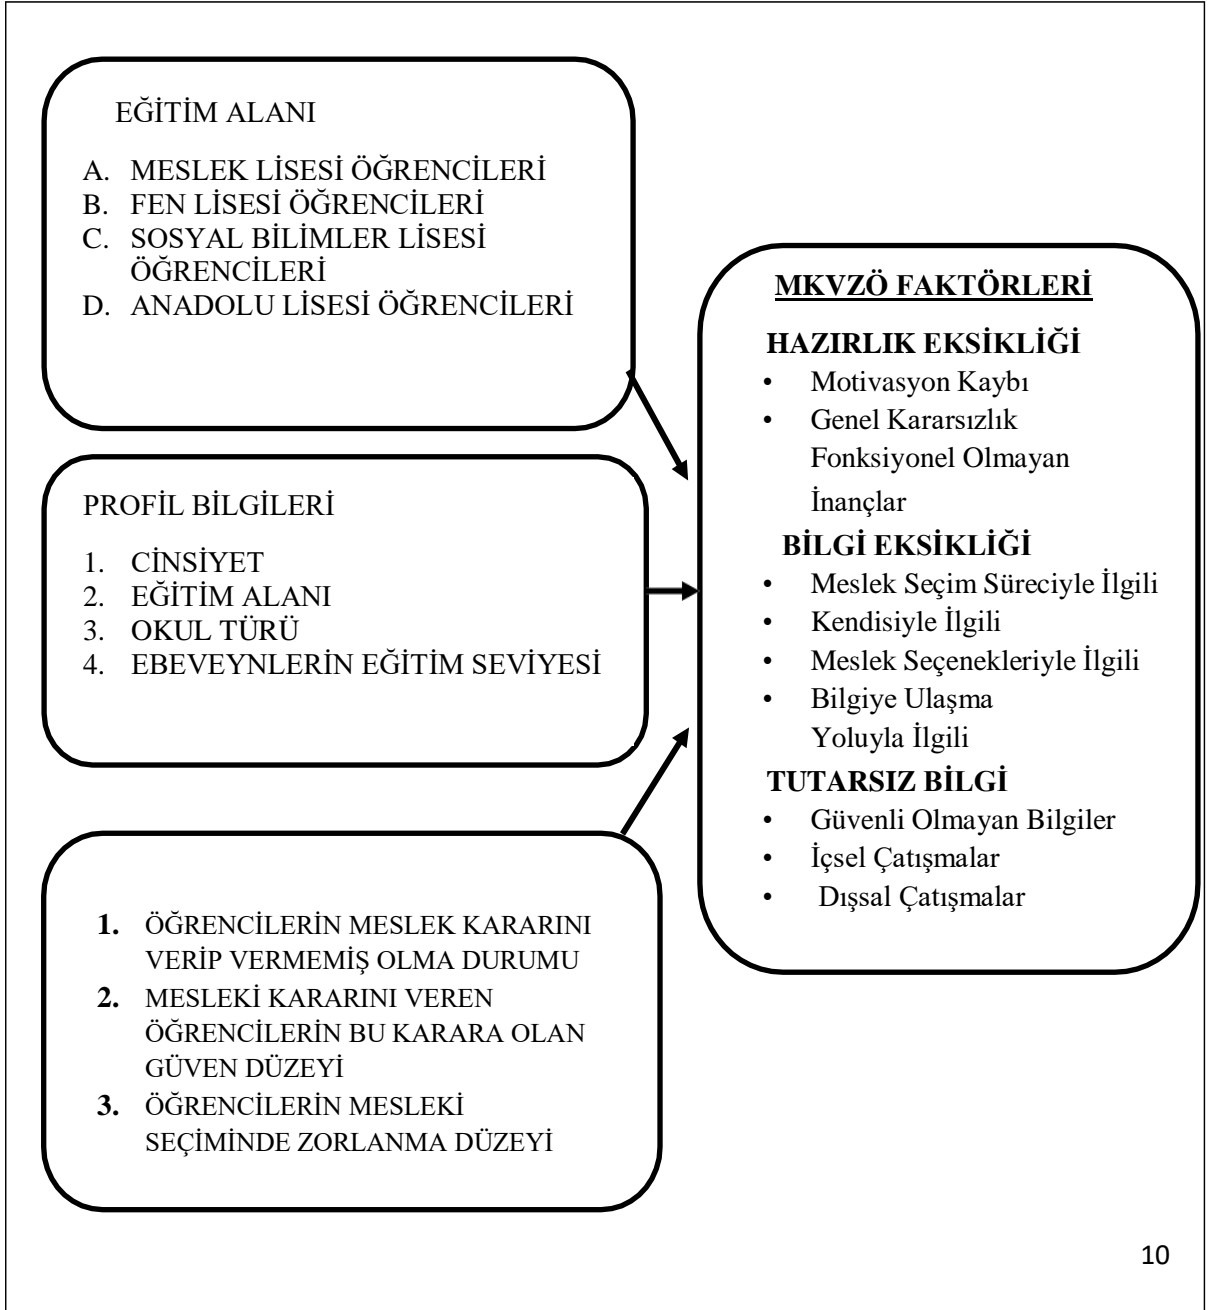 EĞİTİM ALANI
A. MESLEK LİSESİ ÖĞRENCİLERİ
B. FEN LİSESİ ÖĞRENCİLERİ
C. SOSYAL BİLİMLER LİSESİ
ÖĞRENCİLERİ
D. ANADOLU LİSESİ ÖĞRENCİLERİ
PROFİL BİLGİLERİ
1. CİNSİYET
2. EĞİTİM ALANI
3. OKUL TÜRÜ
4. EBEVEYNLERİN EĞİTİM SEVİYESİ
1. ÖĞRENCİLERİN MESLEK KARARINI
VERİP VERMEMİŞ OLMA DURUMU
2. MESLEKİ KARARINI VEREN
ÖĞRENCİLERİN BU KARARA OLAN
GÜVEN DÜZEYİ
3. ÖĞRENCİLERİN MESLEKİ
SEÇİMİNDE ZORLANMA DÜZEYİ
MKVZÖ FAKTÖRLERİ
HAZIRLIK EKSİKLİĞİ
• Motivasyon Kaybı
• Genel Kararsızlık
Fonksiyonel Olmayan
İnançlar
BİLGİ EKSİKLİĞİ
• Meslek Seçim Süreciyle İlgili
• Kendisiyle İlgili
• Meslek Seçenekleriyle İlgili
• Bilgiye Ulaşma
Yoluyla İlgili
TUTARSIZ BİLGİ
• Güvenli Olmayan Bilgiler
• İçsel Çatışmalar
• Dışsal Çatışmalar
10